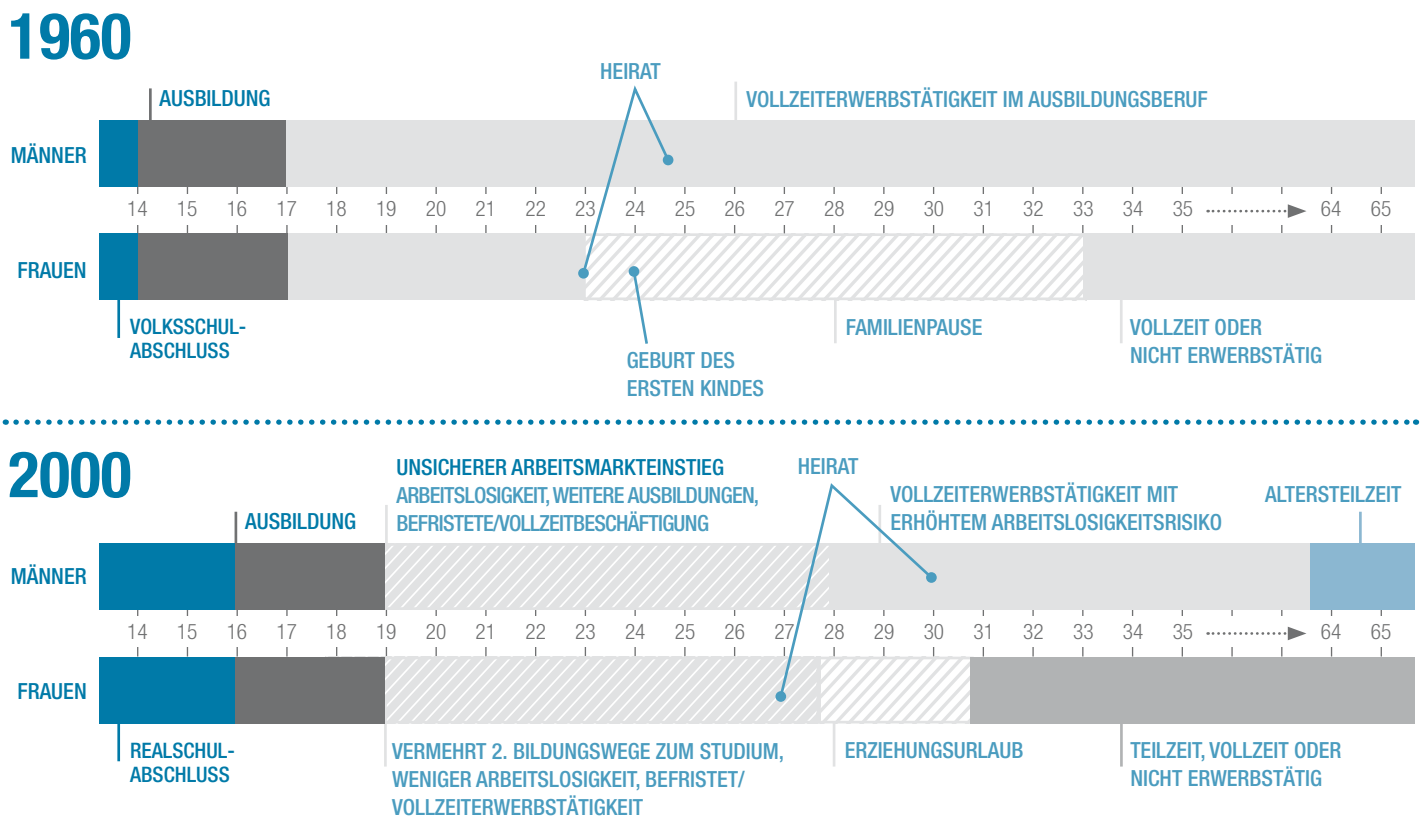 1960
HEIRAT
AUSBILDUNG
VOLLZEITERWERBSTÄTIGKEIT IM AUSBILDUNGSBERUF
MÄNNER
14 15 16 17 18 19 20 21 22 23 24 25 26 27 28 29 30 31 32 33 34 35 64 65
FRAUEN
VOLKSSCHUL-
ABSCHLUSS
GEBURT DES
ERSTEN KINDES
FAMILIENPAUSE
VOLLZEIT ODER
NICHT ERWERBSTÄTIG
2000
AUSBILDUNG
UNSICHERER ARBEITSMARKTEINSTIEG
ARBEITSLOSIGKEIT, WEITERE AUSBILDUNGEN,
BEFRISTETE/VOLLZEITBESCHÄFTIGUNG
HEIRAT
VOLLZEITERWERBSTÄTIGKEIT MIT
ERHÖHTEM ARBEITSLOSIGKEITSRISIKO
ALTERSTEILZEIT
MÄNNER
14 15 16 17 18 19 20 21 22 23 24 25 26 27 28 29 30 31 32 33 34 35 64 65
FRAUEN
REALSCHUL-
ABSCHLUSS
VERMEHRT 2. BILDUNGSWEGE ZUM STUDIUM,
WENIGER ARBEITSLOSIGKEIT, BEFRISTET/
VOLLZEITERWERBSTÄTIGKEIT
ERZIEHUNGSURLAUB
TEILZEIT, VOLLZEIT ODER
NICHT ERWERBSTÄTIG